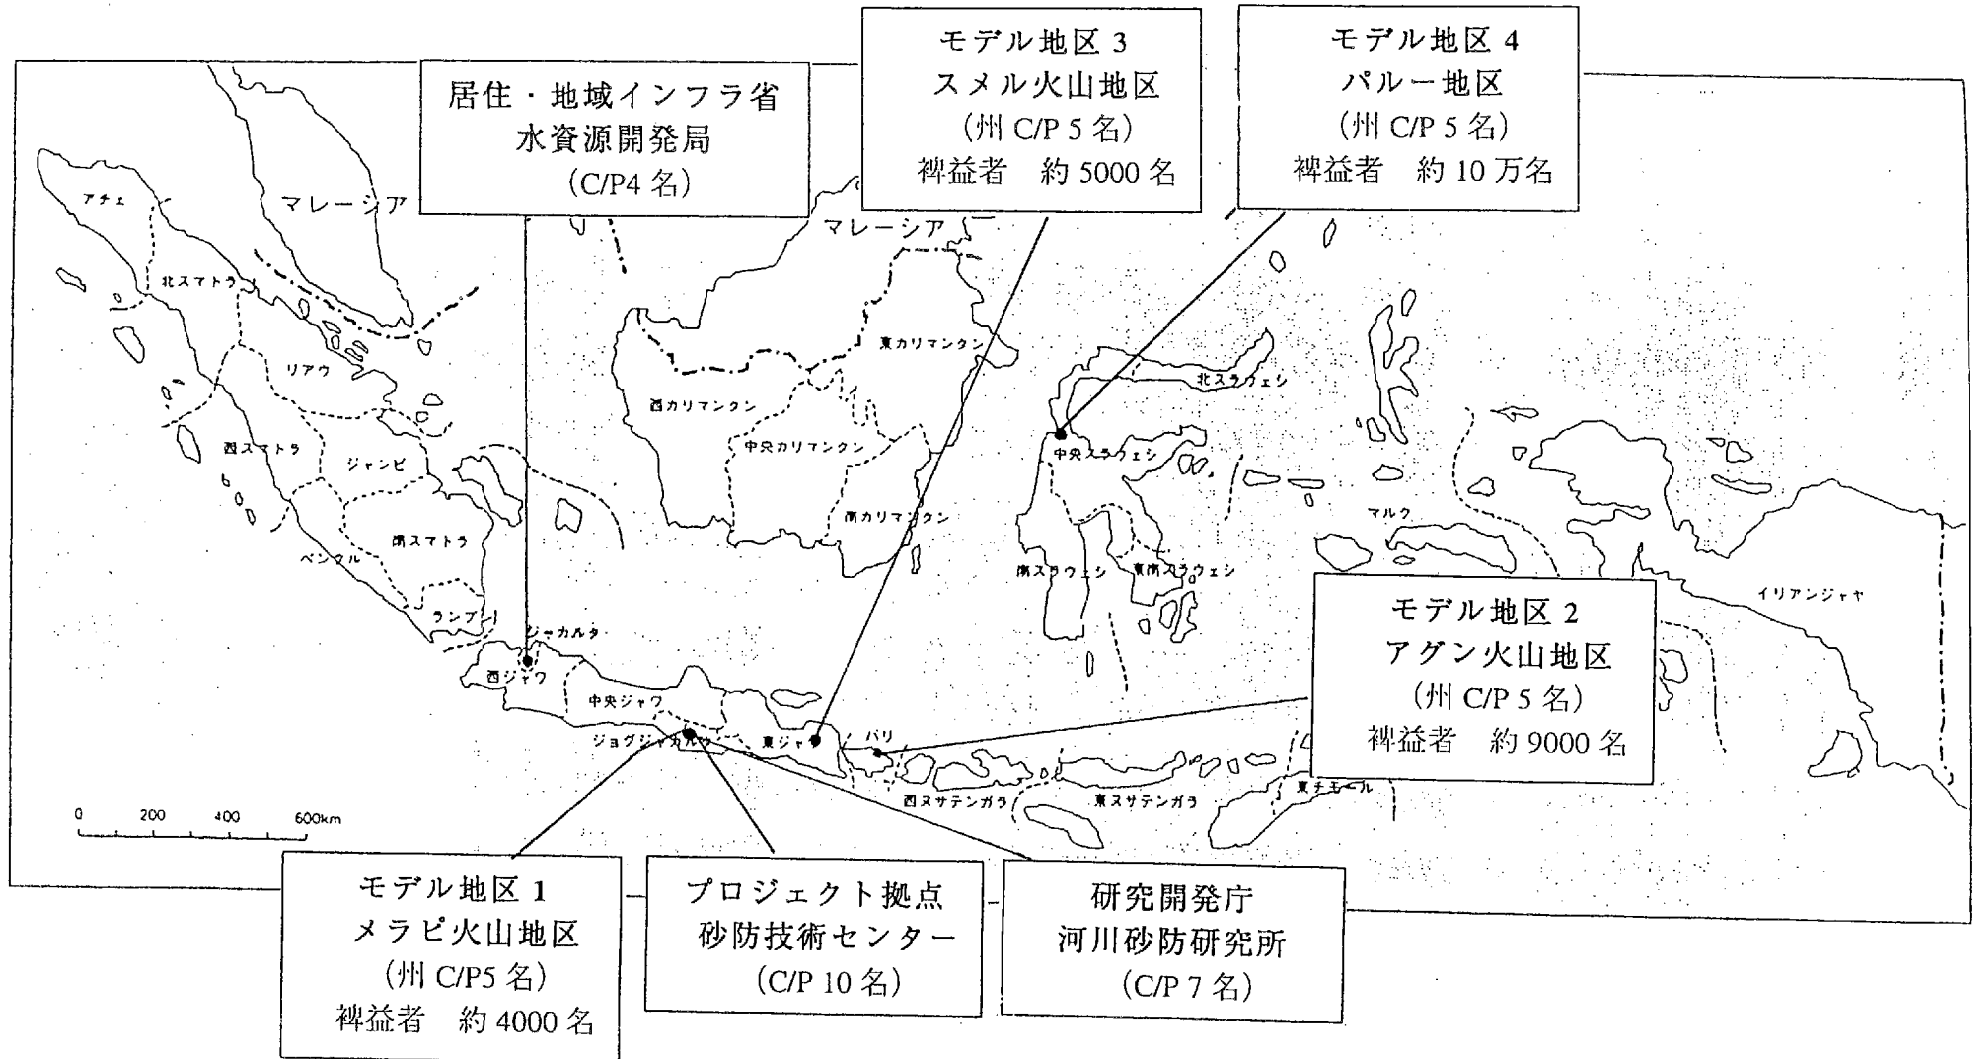 モデル地区 3
スメル火山地区
（州 C/P 5 名）
裨益者　約 5000 名
モデル地区 4
パルー地区
（州 C/P 5 名）
裨益者　約 10 万名
居住・地域インフラ省
水資源開発局
（C/P4 名）
アチェ
マレーシア
マレーシア
北スマトラ
リアウ
東カリマンタン
北スラウェシ
西カリマンタン
西スマトラ
ジャンビ
中央カリマンタン
中央スラウェシ
南カリマンタン
マルク
南スマトラ
ベンクル
南スラウェシ
東南スラウェシ
イリアンジャヤ
ランプン
ジャカルタ
モデル地区 2
アグン火山地区
（州 C/P 5 名）
裨益者　約 9000 名
西ジャワ
中央ジャワ
ジョグジャカルタ
東ジャワ
バリ
西ヌサテンガラ
東ヌサテンガラ
東チモール
0 200 400 600km
モデル地区 1
メラピ火山地区
（州 C/P5 名）
裨益者　約 4000 名
プロジェクト拠点
砂防技術センター
（C/P 10 名）
研究開発庁
河川砂防研究所
（C/P 7 名）